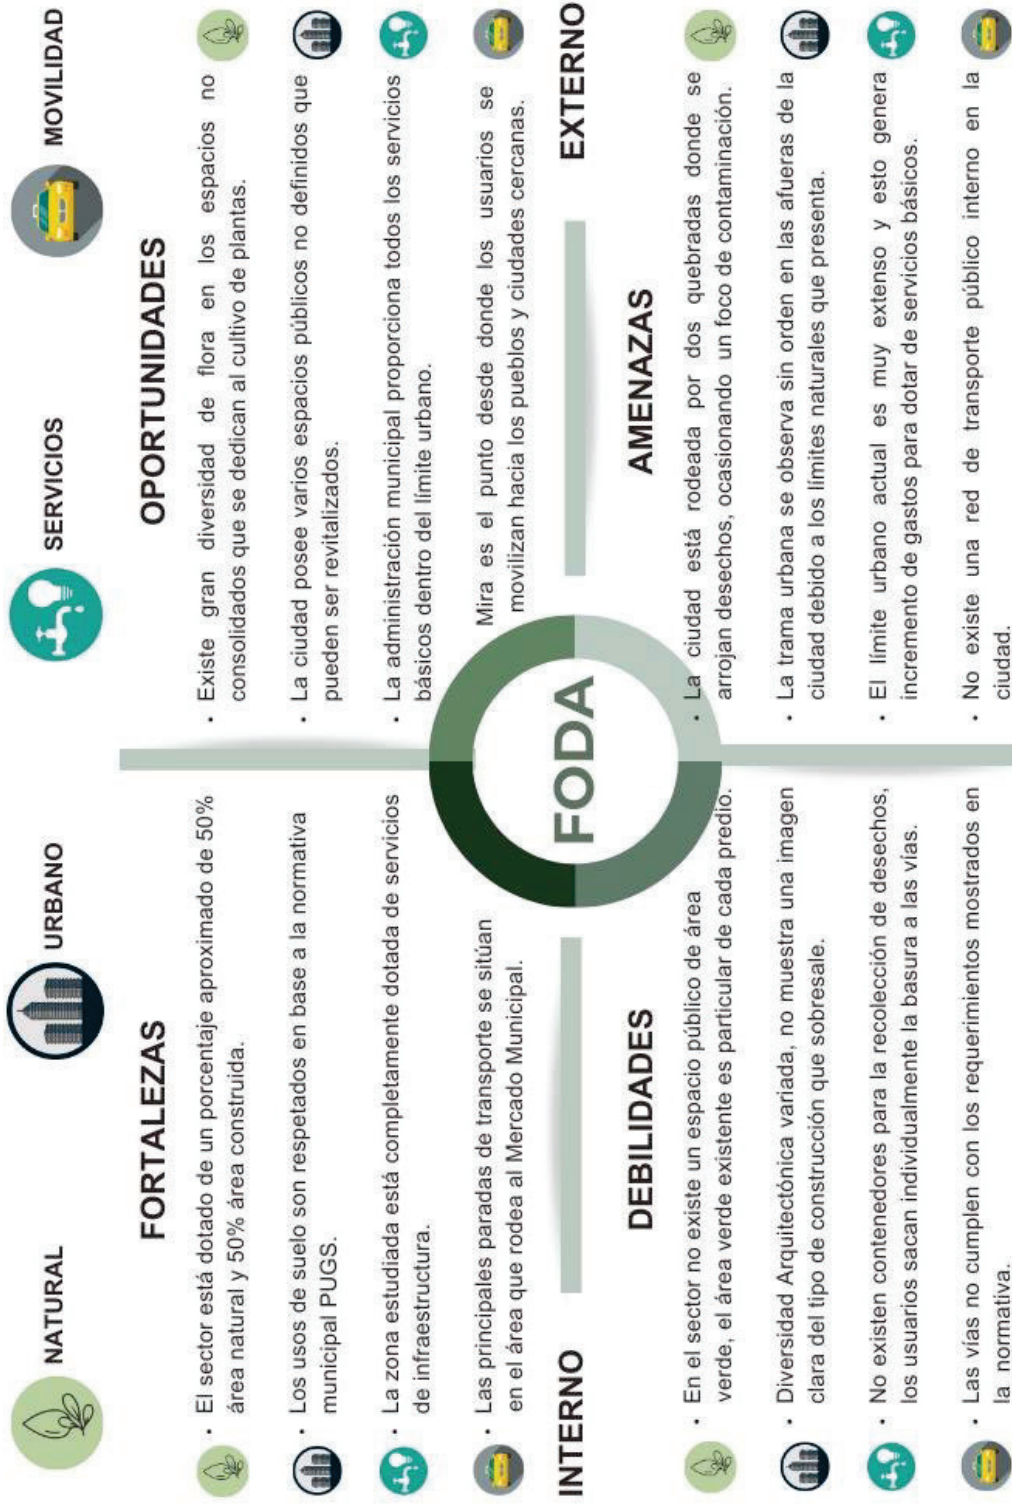 NATURAL
URBANO
SERVICIOS
MOVILIDAD
FORTALEZAS
• El sector está dotado de un porcentaje aproximado de 50%
área natural y 50% área construida.
• Los usos de suelo son respetados en base a la normativa
municipal PUGS.
• La zona estudiada está completamente dotada de servicios
de infraestructura.
• Las principales paradas de transporte se sitúan
en el área que rodea al Mercado Municipal.
OPORTUNIDADES
• Existe gran diversidad de flora en los espacios no
consolidados que se dedican al cultivo de plantas.
• La ciudad posee varios espacios públicos no definidos que
pueden ser revitalizados.
• La administración municipal proporciona todos los servicios
básicos dentro del límite urbano.
Mira es el punto desde donde los usuarios se
movilizan hacia los pueblos y ciudades cercanas.
INTERNO
FODA
EXTERNO
DEBILIDADES
• En el sector no existe un espacio público de área
verde, el área verde existente es particular de cada predio.
• Diversidad Arquitectónica variada, no muestra una imagen
clara del tipo de construcción que sobresale.
• No existen contenedores para la recolección de desechos,
los usuarios sacan individualmente la basura a las vías.
• Las vías no cumplen con los requerimientos mostrados en
la normativa.
AMENAZAS
• La ciudad está rodeada por dos quebradas donde se
arrojan desechos, ocasionando un foco de contaminación.
• La trama urbana se observa sin orden en las afueras de la
ciudad debido a los límites naturales que presenta.
• El límite urbano actual es muy extenso y esto genera
incremento de gastos para dotar de servicios básicos.
• No existe una red de transporte público interno en la
ciudad.